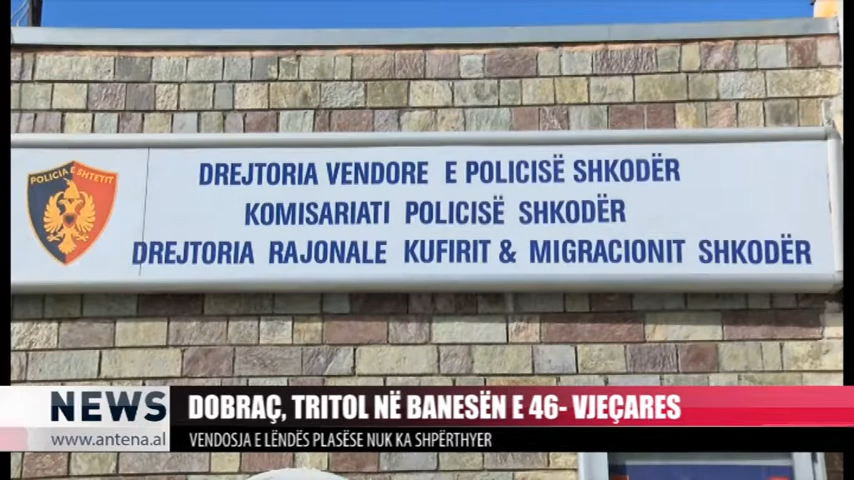 POLICIA E SHTETIT
DREJTORIA VENDORE E POLICISË SHKODËR
KOMISARIATI POLICISË SHKODËR
DREJTORIA RAJONALE KUFIRIT & MIGRACIONIT SHKODËR
NEWS
www.antena.al
DOBRAÇ, TRITOL NË BANESËN E 46- VJEÇARES
VENDOSJA E LËNDËS PLASËSE NUK KA SHPËRTHYER